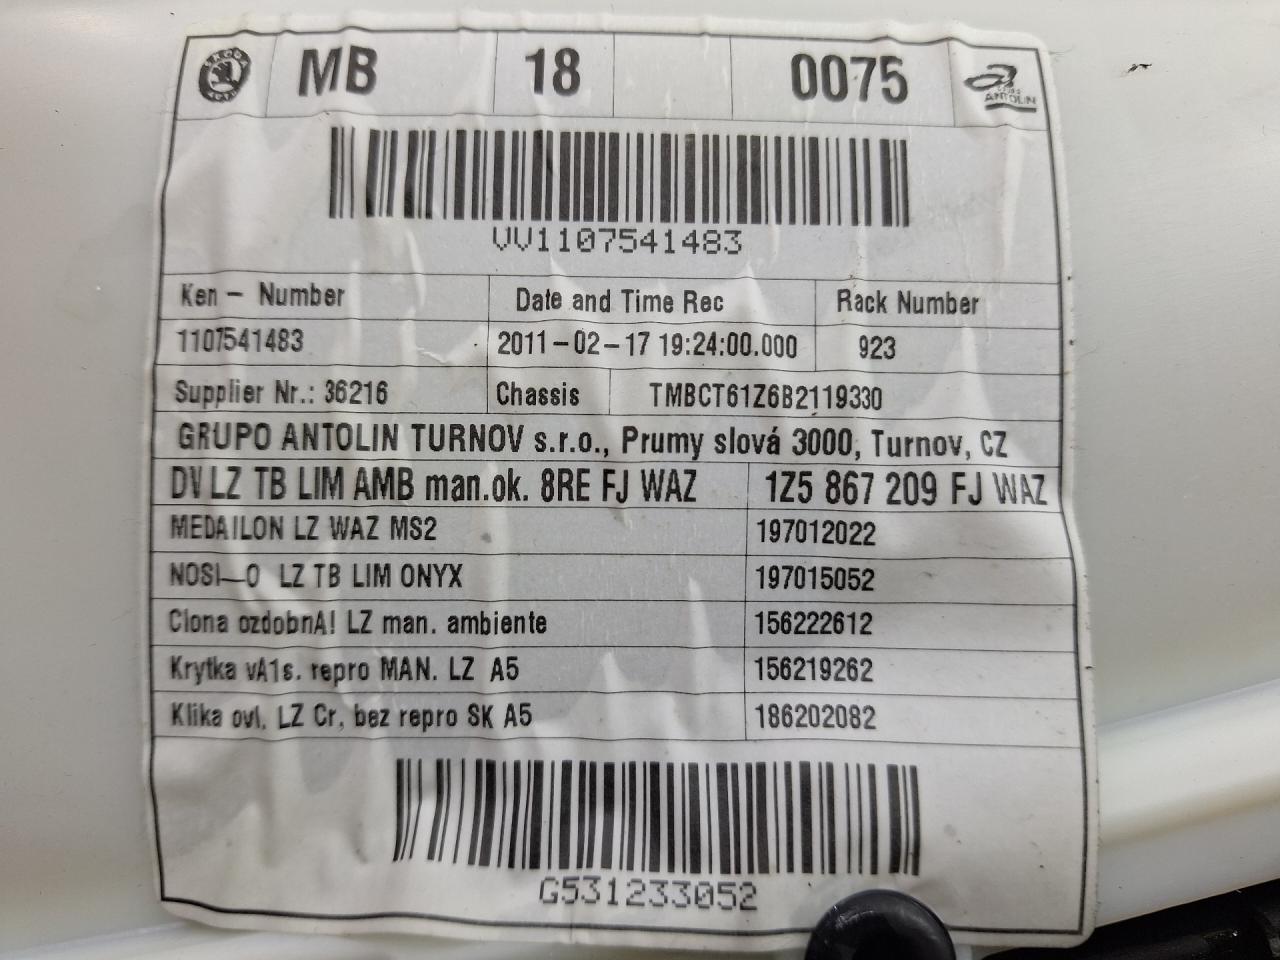 ŠKODA AUTO MB 18 0075 GRUPO ANTOLIN
VV1107541483
Ken - Number Date and Time Rec Rack Number
1107541483 2011-02-17 19:24:00.000 923
Supplier Nr.: 36216 Chassis TMBCT61Z6B2119330
GRUPO ANTOLIN TURNOV s.r.o., Prumy slová 3000, Turnov, CZ
DV LZ TB LIM AMB man.ok. 8RE FJ WAZ 1Z5 867 209 FJ WAZ
MEDAILON LZ WAZ MS2 197012022
NOSI—O LZ TB LIM ONYX 197015052
Clona ozdobnA! LZ man. ambiente 156222612
Krytka vA1s. repro MAN. LZ A5 156219262
Klika ovl. LZ Cr. bez repro SK A5 186202082
G531233052